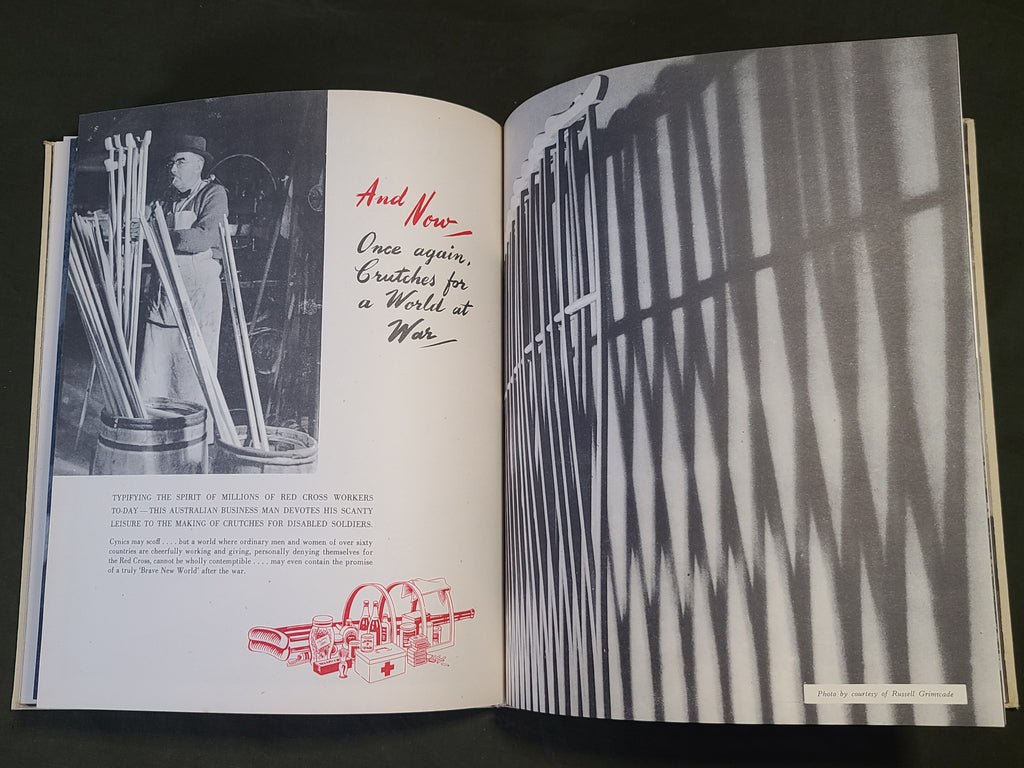 And
Now
Once again,
Crutches for
a World at
War
TYPIFYING THE SPIRIT OF MILLIONS OF RED CROSS WORKERS
TO-DAY — THIS AUSTRALIAN BUSINESS MAN DEVOTES HIS SCANTY
LEISURE TO THE MAKING OF CRUTCHES FOR DISABLED SOLDIERS.
Cynics may scoff . . . . but a world where ordinary men and women of over sixty
countries are cheerfully working and giving, personally denying themselves for
the Red Cross, cannot be wholly contemptible . . . . may even contain the promise
of a truly 'Brave New World' after the war.
Photo by courtesy of Russell Grimwade